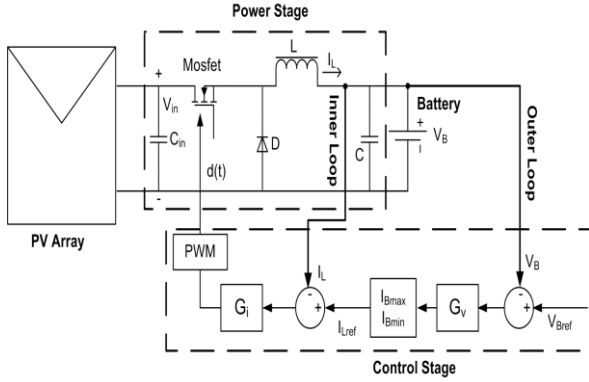 Power Stage
L
I_L
Mosfet
+
V_in
C_in
-
D
d(t)
Inner Loop
C
Battery
+
V_B
Outer Loop
PV Array
PWM
I_L
V_B
G_i
-
+
I_Lref
I_Bmax
I_Bmin
G_v
-
+
V_Bref
Control Stage